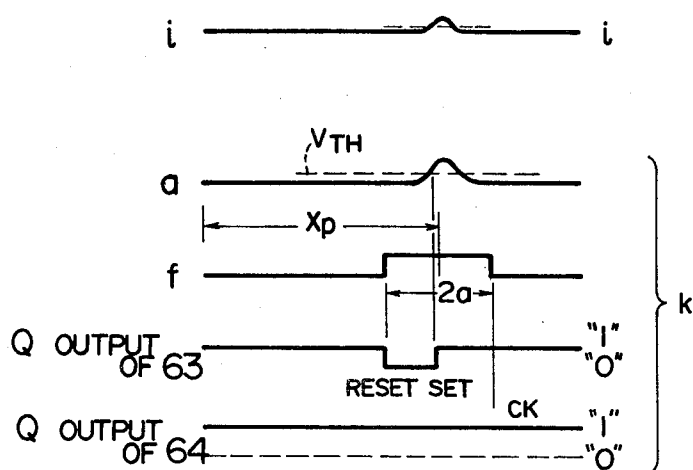 i i
VTH
a
Xp
f
2a
k
Q OUTPUT OF 63
"1"
"0"
RESET SET
CK
Q OUTPUT OF 64
"1"
"0"